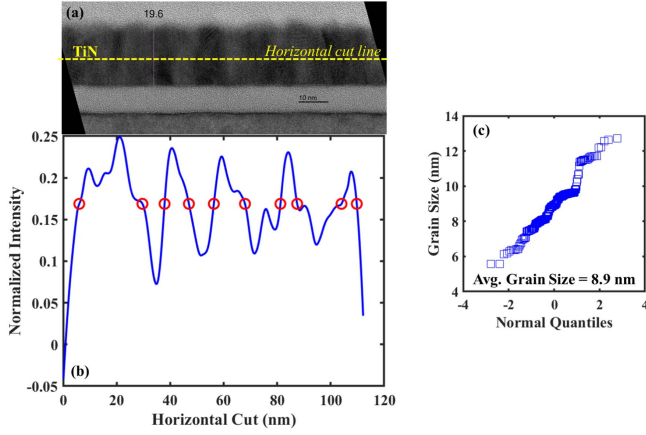 (a)
19.6
TiN
Horizontal cut line
10 nm
(b)
Normalized Intensity
0.25
0.2
0.15
0.1
0.05
0
-0.05
0 20 40 60 80 100 120
Horizontal Cut (nm)
(c)
Grain Size (nm)
14
12
10
8
6
4
Avg. Grain Size = 8.9 nm
-4 -2 0 2 4
Normal Quantiles